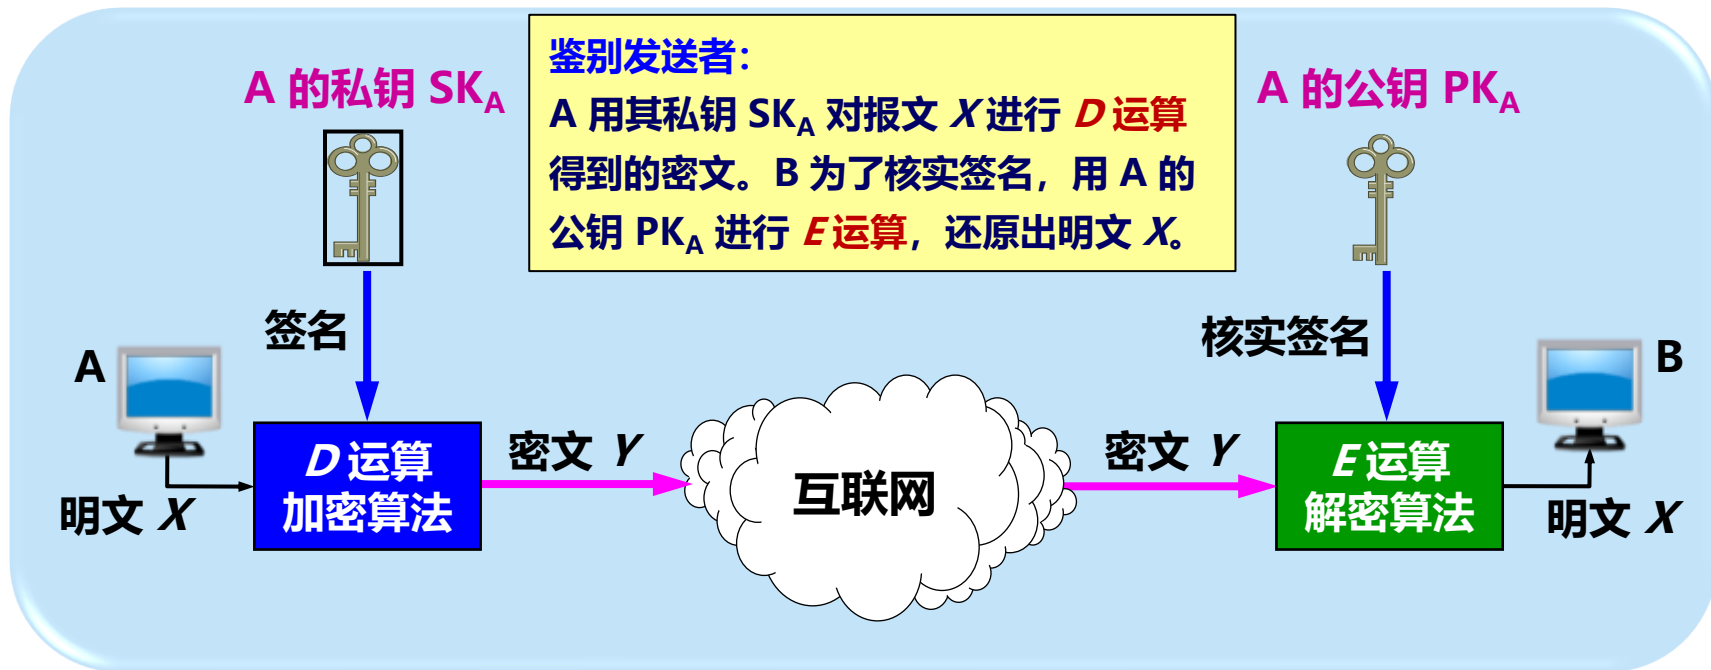 鉴别发送者：
A 用其私钥 SKA 对报文 X 进行 D 运算
得到的密文。B 为了核实签名，用 A 的
公钥 PKA 进行 E 运算，还原出明文 X。
A 的私钥 SKA
A 的公钥 PKA
签名
核实签名
A
B
D 运算
加密算法
明文 X
密文 Y
互联网
密文 Y
E 运算
解密算法
明文 X